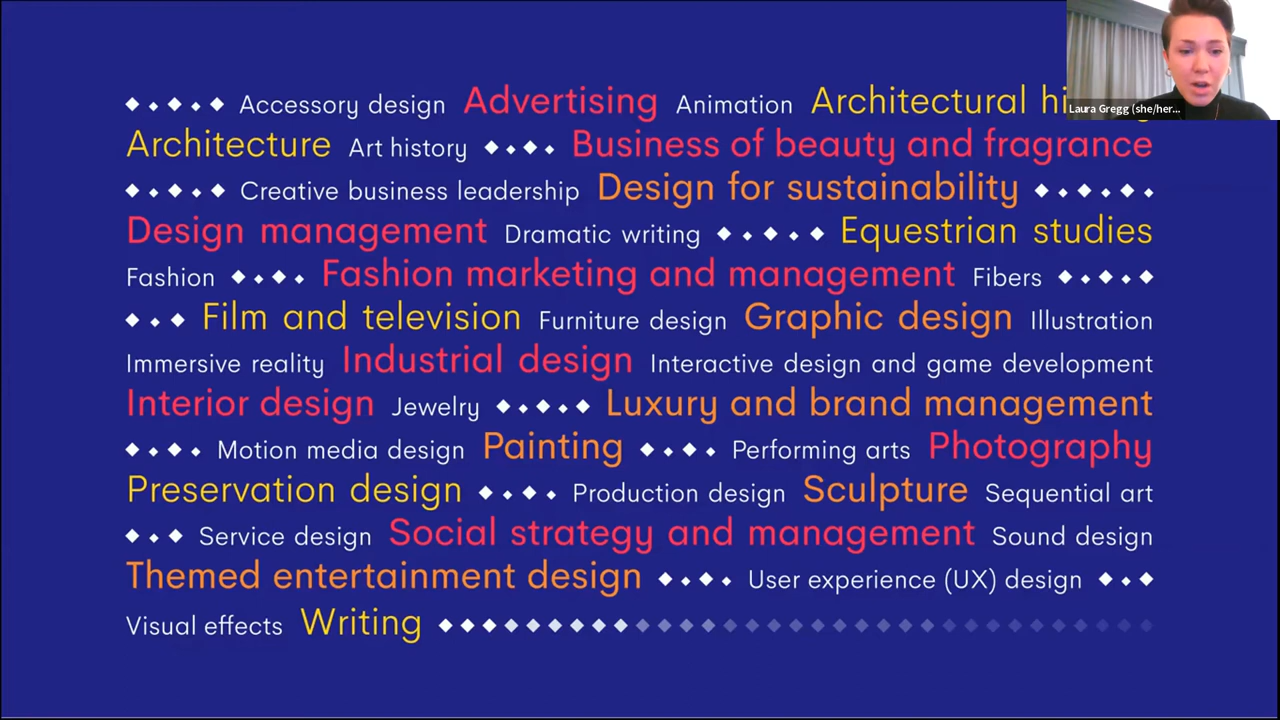 Accessory design Advertising Animation Architectural hi
Laura Gregg (she/her...
Architecture Art history Business of beauty and fragrance
Creative business leadership Design for sustainability
Design management Dramatic writing Equestrian studies
Fashion Fashion marketing and management Fibers
Film and television Furniture design Graphic design Illustration
Immersive reality Industrial design Interactive design and game development
Interior design Jewelry Luxury and brand management
Motion media design Painting Performing arts Photography
Preservation design Production design Sculpture Sequential art
Service design Social strategy and management Sound design
Themed entertainment design User experience (UX) design
Visual effects Writing